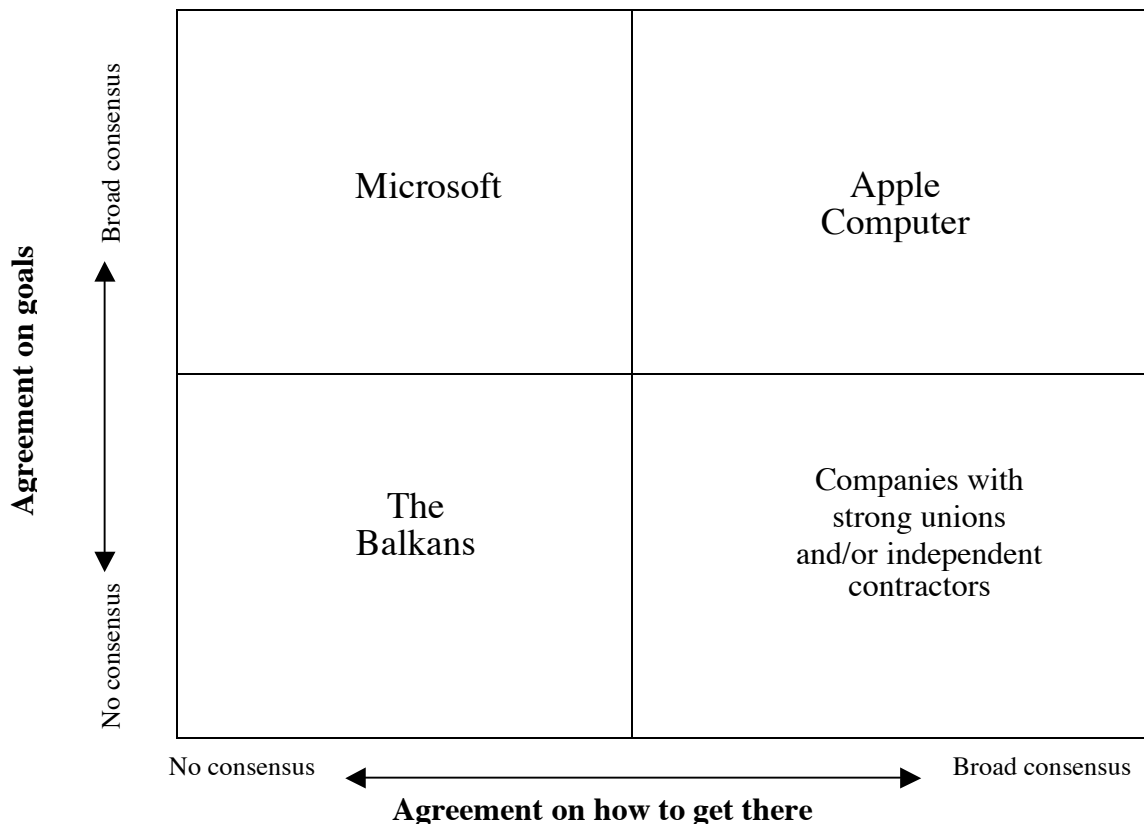 Broad consensus
Agreement on goals
No consensus
Microsoft
Apple
Computer
The
Balkans
Companies with
strong unions
and/or independent
contractors
No consensus
Broad consensus
Agreement on how to get there